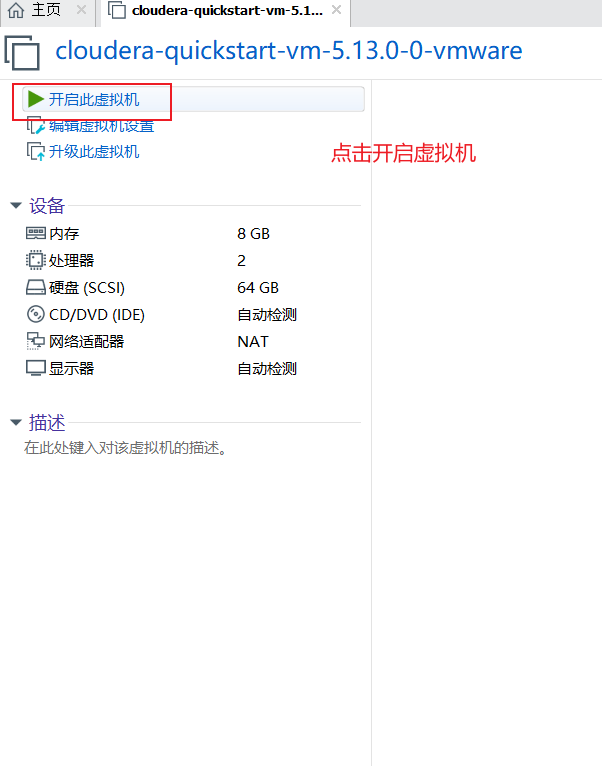 主页
cloudera-quickstart-vm-5.1...
cloudera-quickstart-vm-5.13.0-0-vmware
开启此虚拟机
编辑虚拟机设置
升级此虚拟机
点击开启虚拟机
设备
内存 8 GB
处理器 2
硬盘 (SCSI) 64 GB
CD/DVD (IDE) 自动检测
网络适配器 NAT
显示器 自动检测
描述
在此处键入对该虚拟机的描述。